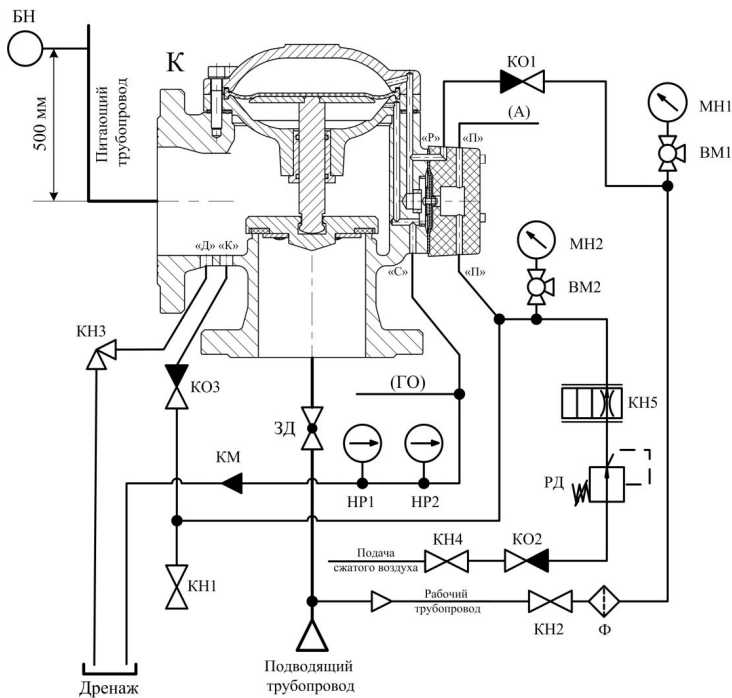 БН
500 мм
Питающий
трубопровод
К
КО1
МН1
(А)
ВМ1
«Р»
«П»
МН2
«Д»
«К»
«С»
«П»
ВМ2
КН3
КО3
(ГО)
КН5
ЗД
КМ
НР1
НР2
РД
КН4
КО2
Подача
сжатого воздуха
КН1
Рабочий
трубопровод
КН2
Ф
Подводящий
трубопровод
Дренаж